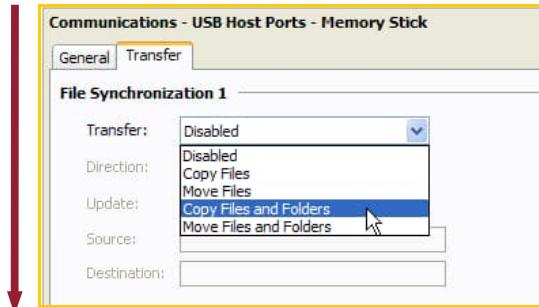 Communications - USB Host Ports - Memory Stick
General Transfer
File Synchronization 1
Transfer: Disabled
Disabled
Direction:
Copy Files
Move Files
Update:
Copy Files and Folders
Move Files and Folders
Source:
Destination: